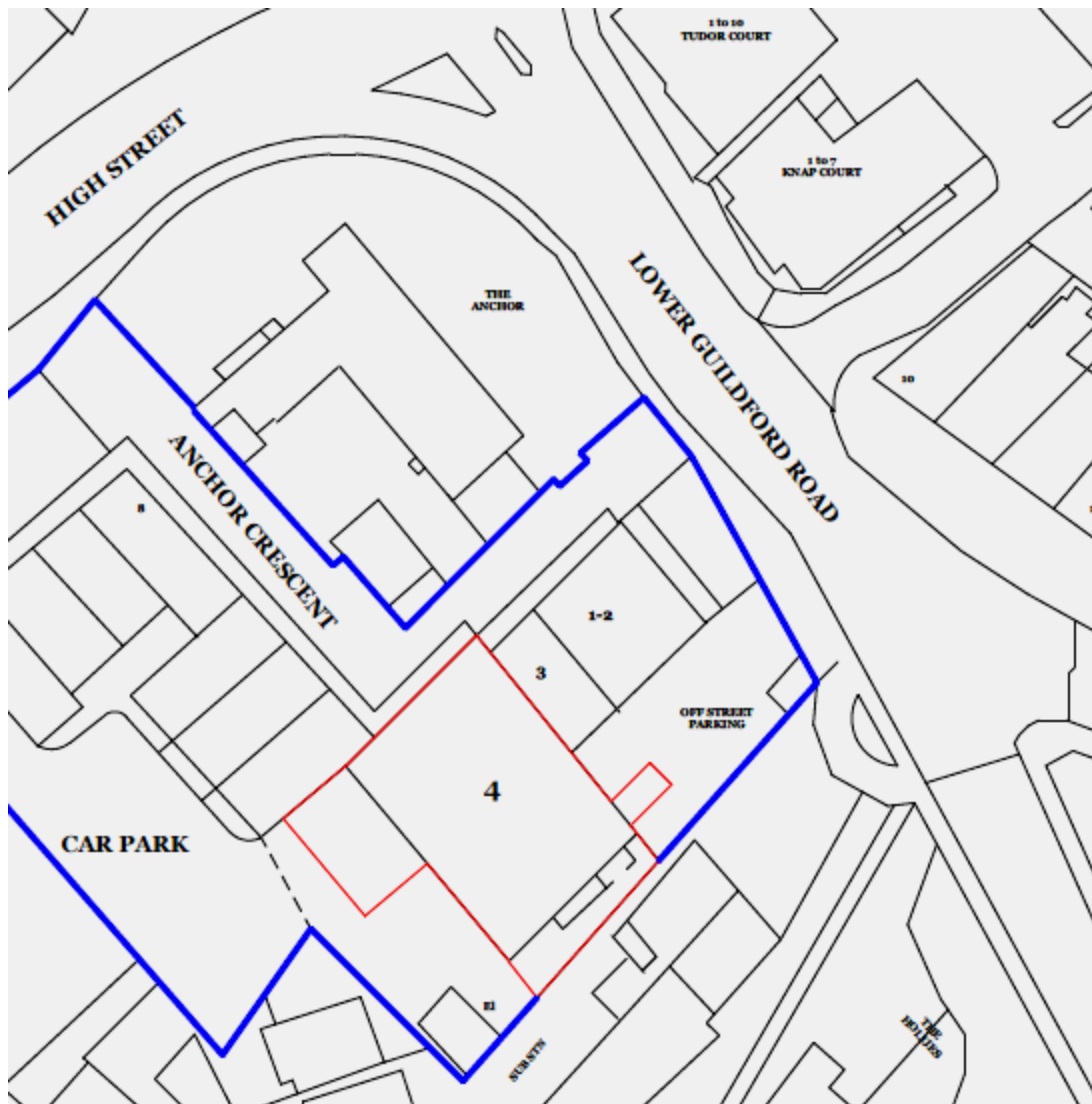 1 to 10
TUDOR COURT
HIGH STREET
1 to 7
KNAP COURT
THE
ANCHOR
LOWER GUILDFORD ROAD
10
8
ANCHOR CRESCENT
1-2
3
OFF STREET
PARKING
4
CAR PARK
El
SUB STN
THE
HOLLIES